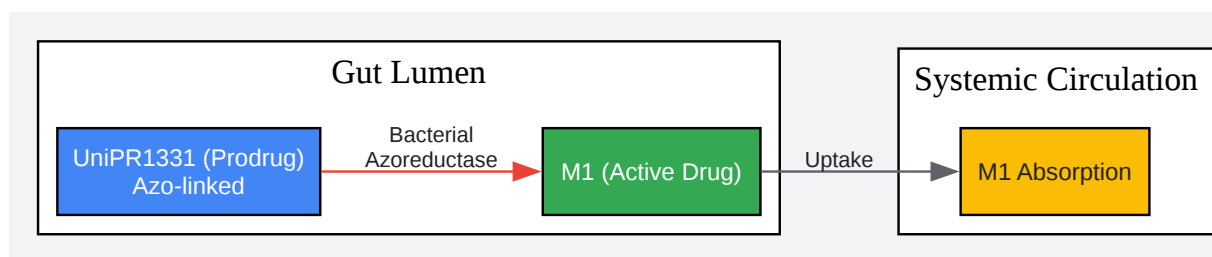 Gut Lumen
Systemic Circulation
UniPR1331 (Prodrug)
Azo-linked
Bacterial
Azoreductase
M1 (Active Drug)
Uptake
M1 Absorption